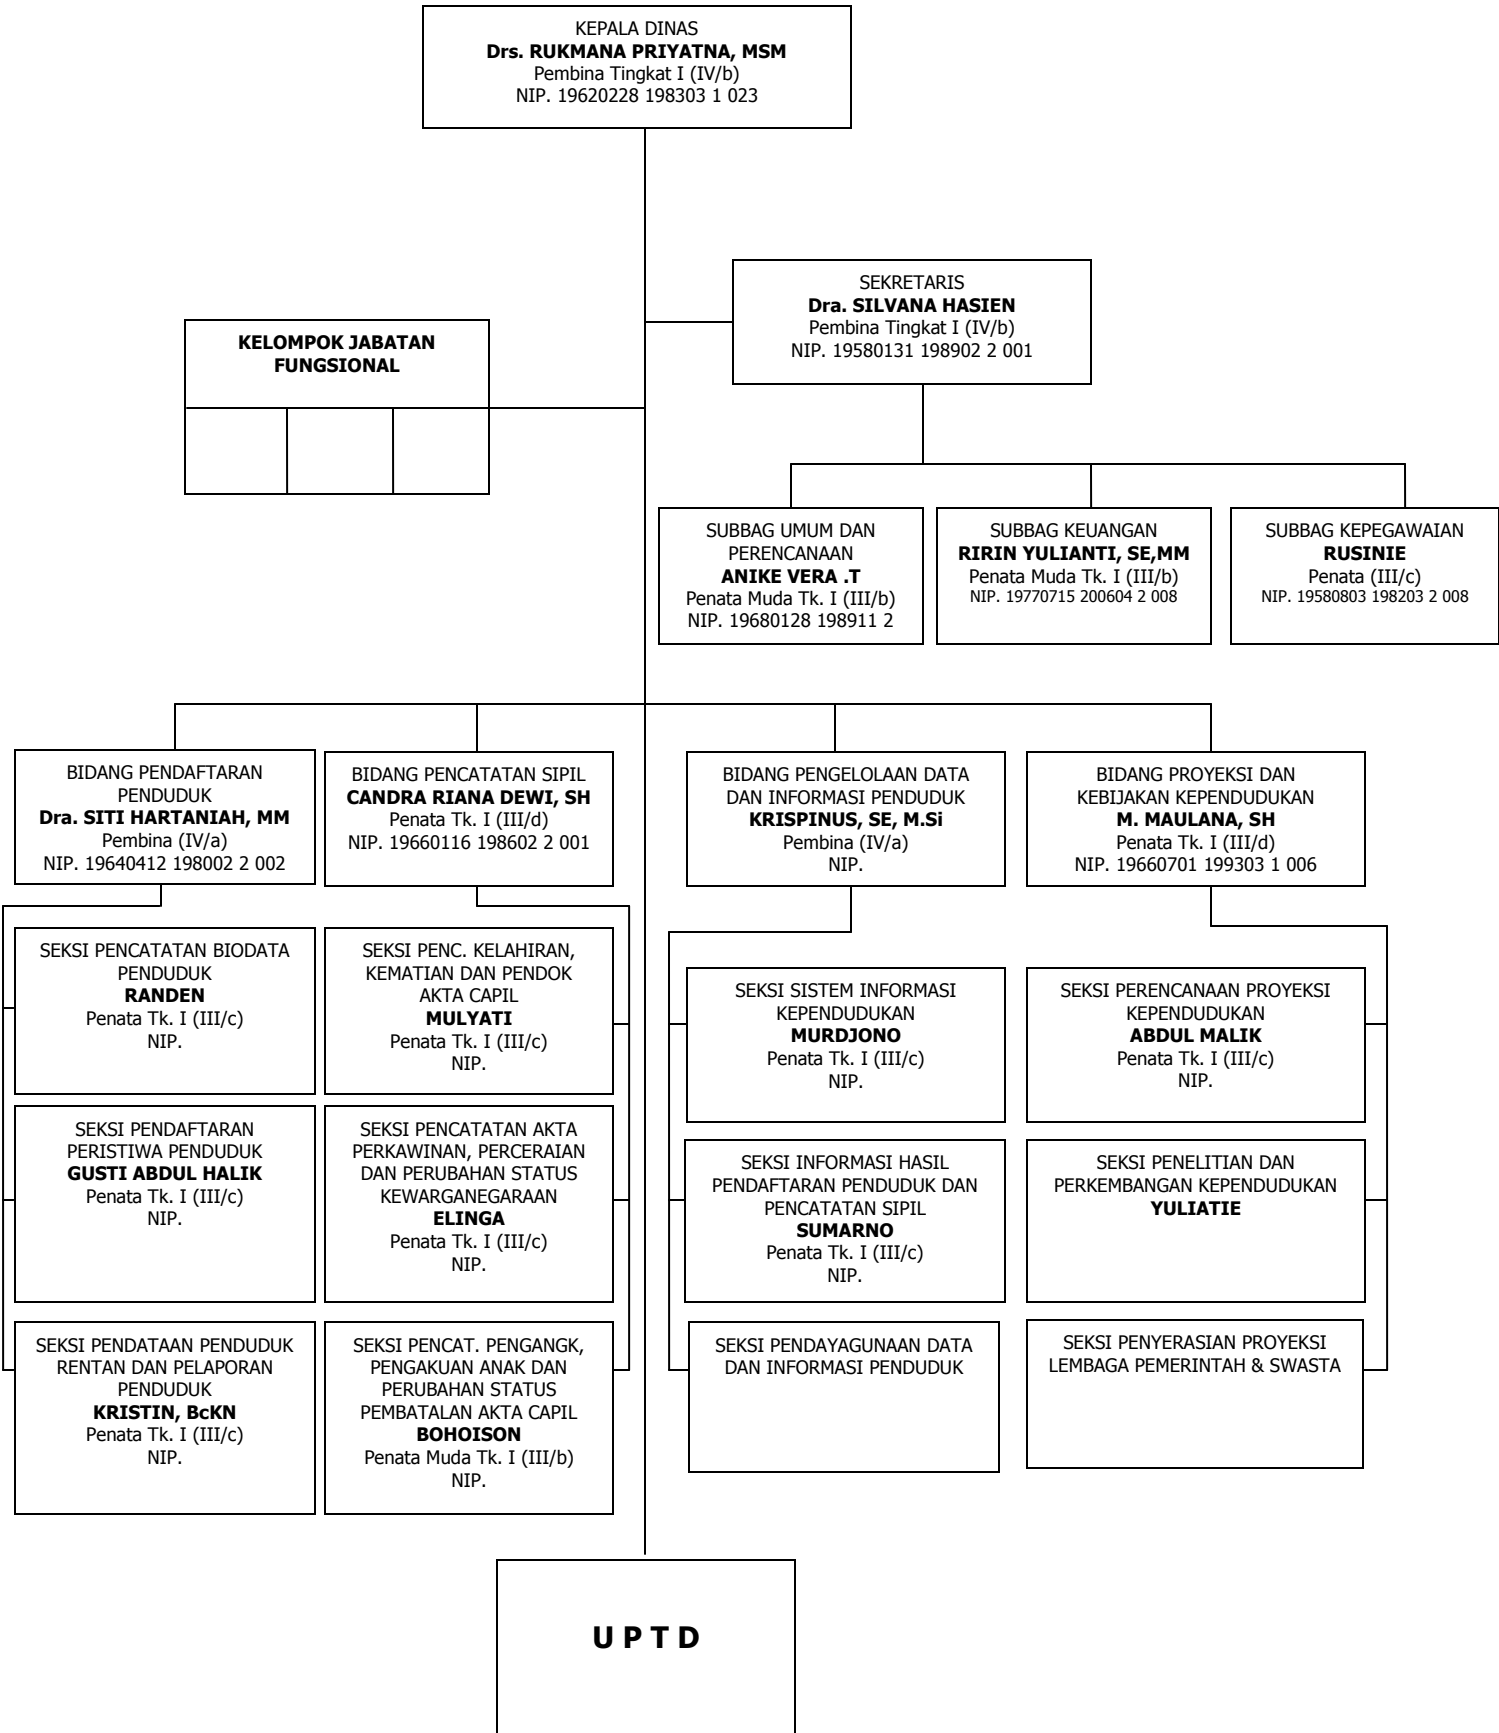 KEPALA DINAS
Drs. RUKMANA PRIYATNA, MSM
Pembina Tingkat I (IV/b)
NIP. 19620228 198303 1 023
SEKRETARIS
Dra. SILVANA HASIEN
Pembina Tingkat I (IV/b)
NIP. 19580131 198902 2 001
KELOMPOK JABATAN
FUNGSIONAL
SUBBAG UMUM DAN
PERENCANAAN
ANIKE VERA .T
Penata Muda Tk. I (III/b)
NIP. 19680128 198911 2
SUBBAG KEUANGAN
RIRIN YULIANTI, SE,MM
Penata Muda Tk. I (III/b)
NIP. 19770715 200604 2 008
SUBBAG KEPEGAWAIAN
RUSINIE
Penata (III/c)
NIP. 19580803 198203 2 008
BIDANG PENDAFTARAN
PENDUDUK
Dra. SITI HARTANIAH, MM
Pembina (IV/a)
NIP. 19640412 198002 2 002
BIDANG PENCATATAN SIPIL
CANDRA RIANA DEWI, SH
Penata Tk. I (III/d)
NIP. 19660116 198602 2 001
BIDANG PENGELOLAAN DATA
DAN INFORMASI PENDUDUK
KRISPINUS, SE, M.Si
Pembina (IV/a)
NIP.
BIDANG PROYEKSI DAN
KEBIJAKAN KEPENDUDUKAN
M. MAULANA, SH
Penata Tk. I (III/d)
NIP. 19660701 199303 1 006
SEKSI PENCATATAN BIODATA
PENDUDUK
RANDEN
Penata Tk. I (III/c)
NIP.
SEKSI PENC. KELAHIRAN,
KEMATIAN DAN PENDOK
AKTA CAPIL
MULYATI
Penata Tk. I (III/c)
NIP.
SEKSI SISTEM INFORMASI
KEPENDUDUKAN
MURDJONO
Penata Tk. I (III/c)
NIP.
SEKSI PERENCANAAN PROYEKSI
KEPENDUDUKAN
ABDUL MALIK
Penata Tk. I (III/c)
NIP.
SEKSI PENDAFTARAN
PERISTIWA PENDUDUK
GUSTI ABDUL HALIK
Penata Tk. I (III/c)
NIP.
SEKSI PENCATATAN AKTA
PERKAWINAN, PERCERAIAN
DAN PERUBAHAN STATUS
KEWARGANEGARAAN
ELINGA
Penata Tk. I (III/c)
NIP.
SEKSI INFORMASI HASIL
PENDAFTARAN PENDUDUK DAN
PENCATATAN SIPIL
SUMARNO
Penata Tk. I (III/c)
NIP.
SEKSI PENELITIAN DAN
PERKEMBANGAN KEPENDUDUKAN
YULIATIE
SEKSI PENDATAAN PENDUDUK
RENTAN DAN PELAPORAN
PENDUDUK
KRISTIN, BcKN
Penata Tk. I (III/c)
NIP.
SEKSI PENCAT. PENGANGK,
PENGAKUAN ANAK DAN
PERUBAHAN STATUS
PEMBATALAN AKTA CAPIL
BOHOISON
Penata Muda Tk. I (III/b)
NIP.
SEKSI PENDAYAGUNAAN DATA
DAN INFORMASI PENDUDUK
SEKSI PENYERASIAN PROYEKSI
LEMBAGA PEMERINTAH & SWASTA
U P T D